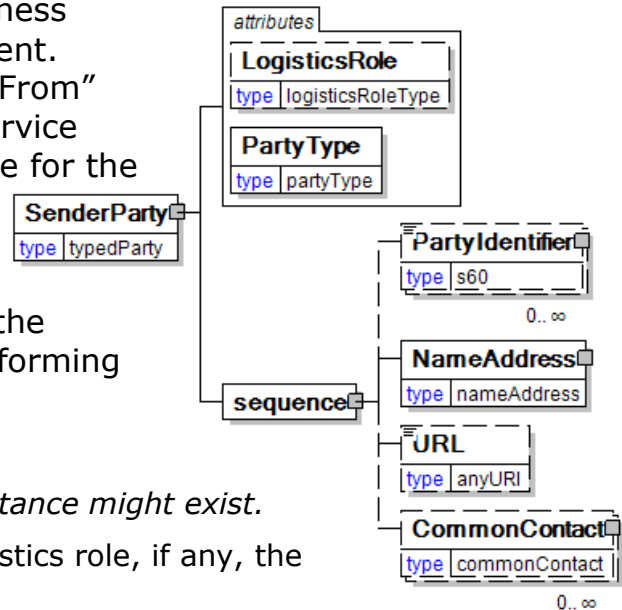 ness
ent.
From”
ervice
e for the
the
forming
tance might exist.
stics role, if any, the
attributes
LogisticsRole
type logisticsRoleType
PartyType
type partyType
SenderParty
type typedParty
sequence
PartyIdentifier
type s60
0.. ∞
NameAddress
type nameAddress
URL
type anyURI
CommonContact
type commonContact
0.. ∞